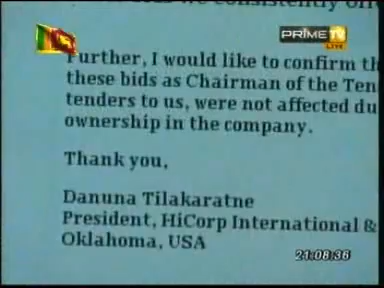 PRIME TV
LIVE
Further, I would like to confirm th
these bids as Chairman of the Ten
tenders to us, were not affected du
ownership in the company.
Thank you,
Danuna Tilakaratne
President, HiCorp International &
Oklahoma, USA
21:08:36